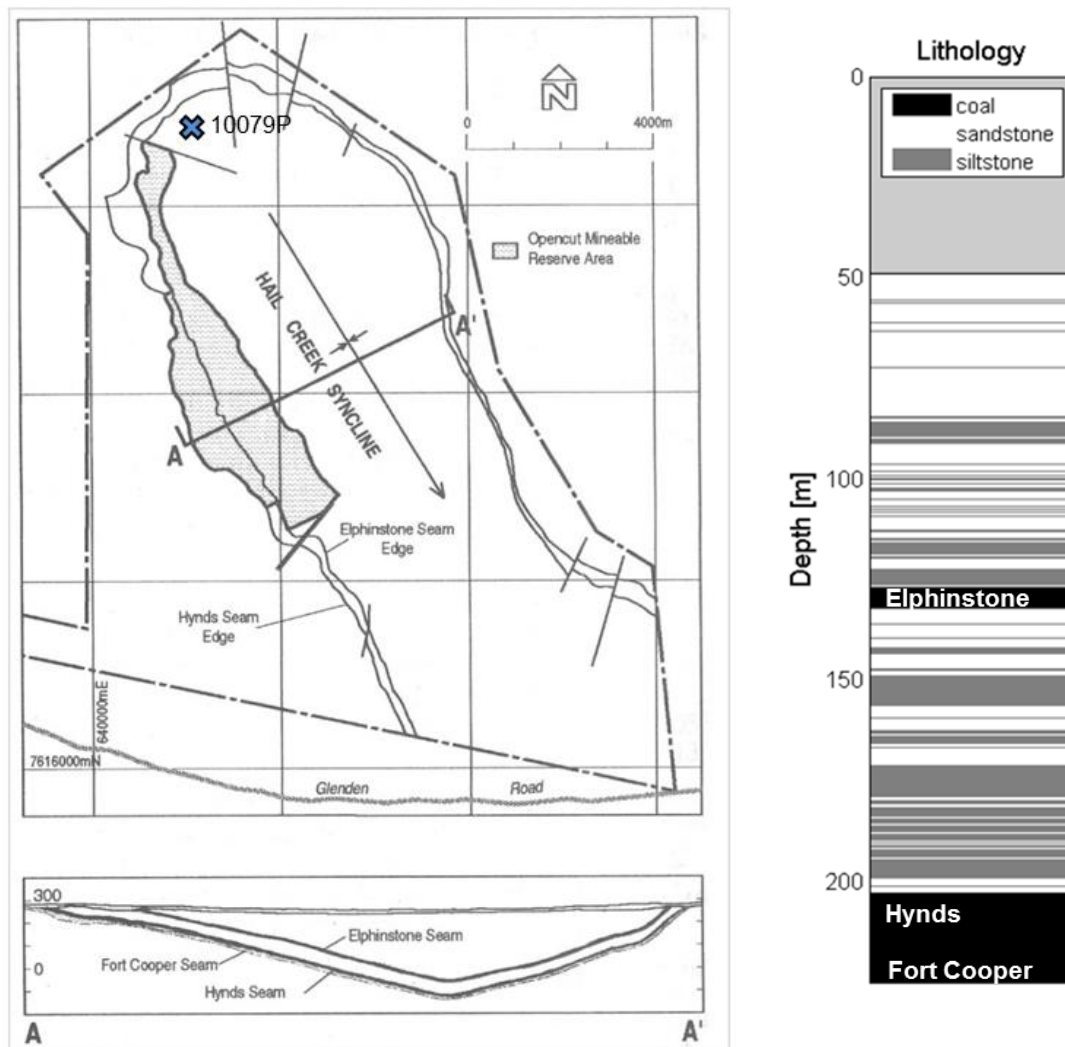 10079P
N
0
4000m
Opencut Mineable
Reserve Area
HAIL CREEK SYNCLINE
A'
A
Elphinstone Seam
Edge
Hynds Seam
Edge
640000mE
7616000mN
Glenden Road
300
0
Elphinstone Seam
Fort Cooper Seam
Hynds Seam
A
A'
Lithology
0
coal
sandstone
siltstone
50
100
Depth [m]
Elphinstone
150
200
Hynds
Fort Cooper